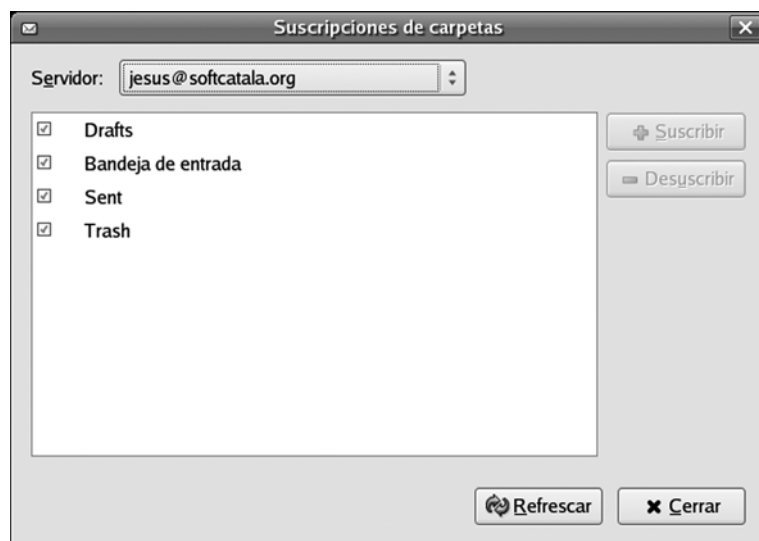 Suscripciones de carpetas
Servidor: jesus@softcatala.org
Drafts
Bandeja de entrada
Sent
Trash
Suscribir
Desuscribir
Refrescar
Cerrar